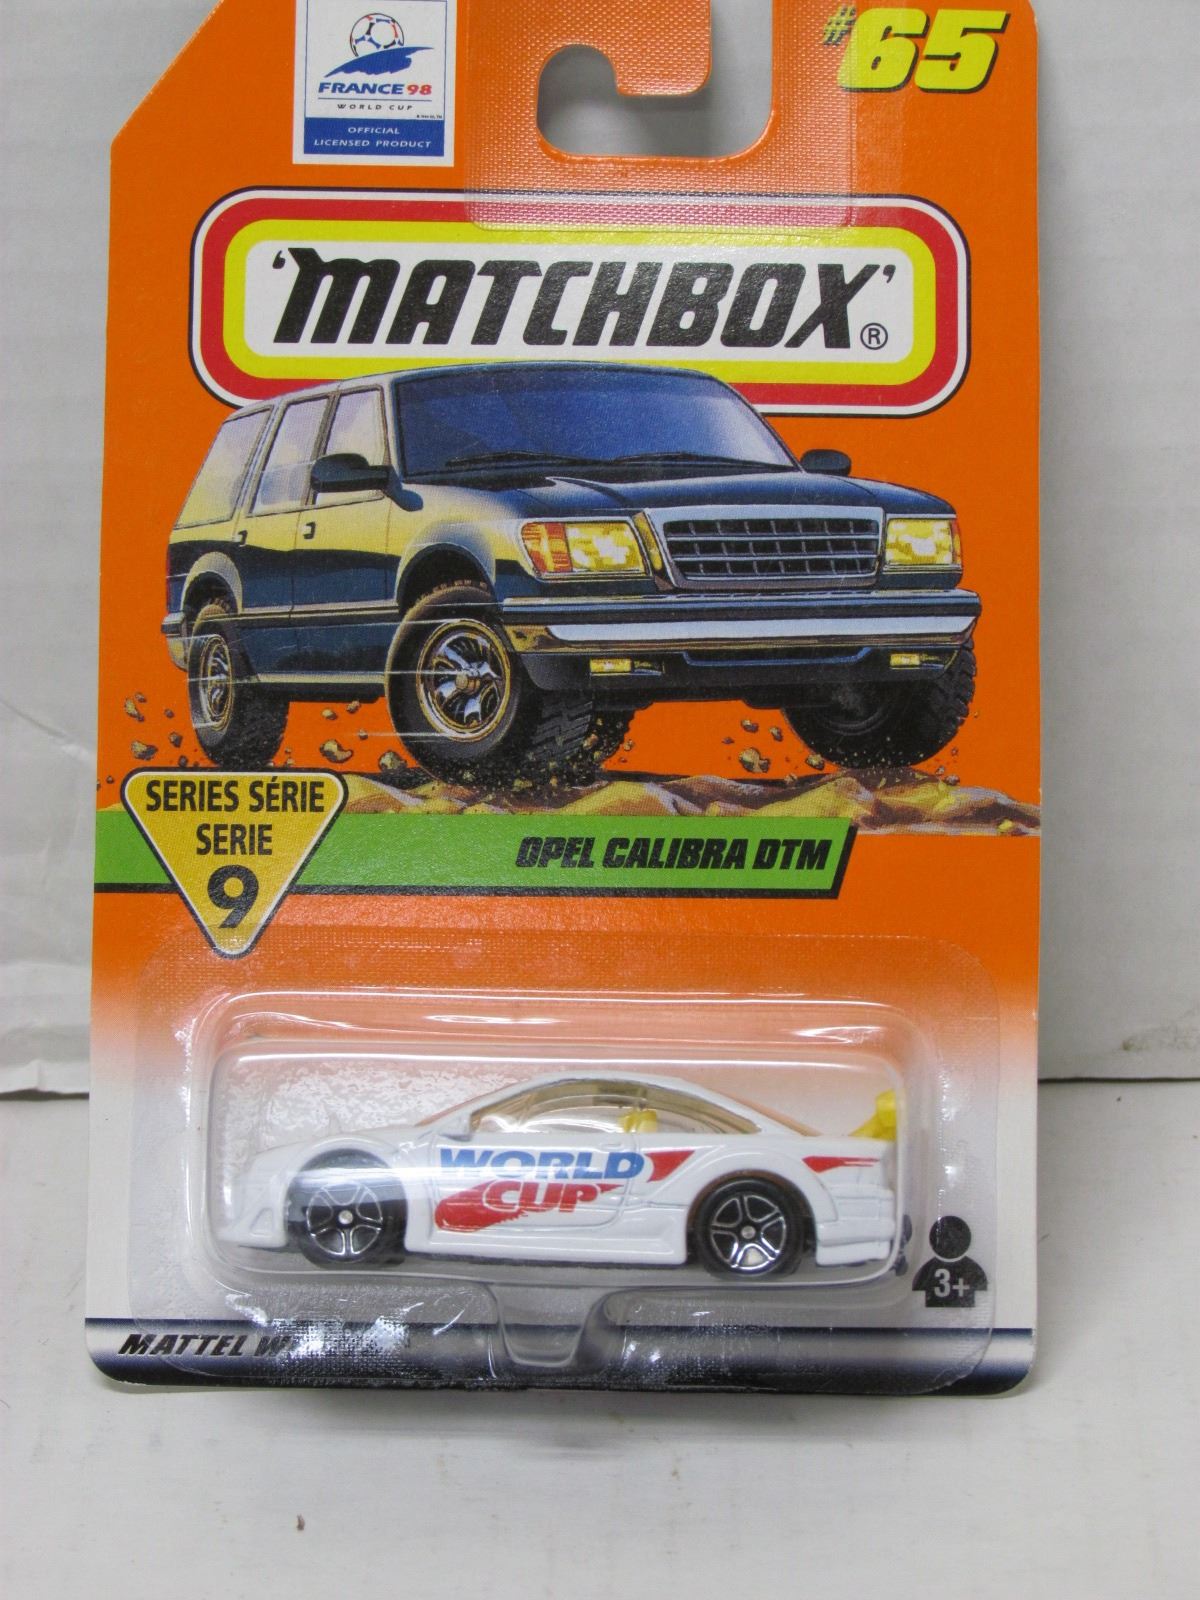 FRANCE 98
WORLD CUP
OFFICIAL
LICENSED PRODUCT
#65
'MATCHBOX'®
SERIES SÉRIE
SERIE
9
OPEL CALIBRA DTM
WORLD
CUP
3+
MATTEL